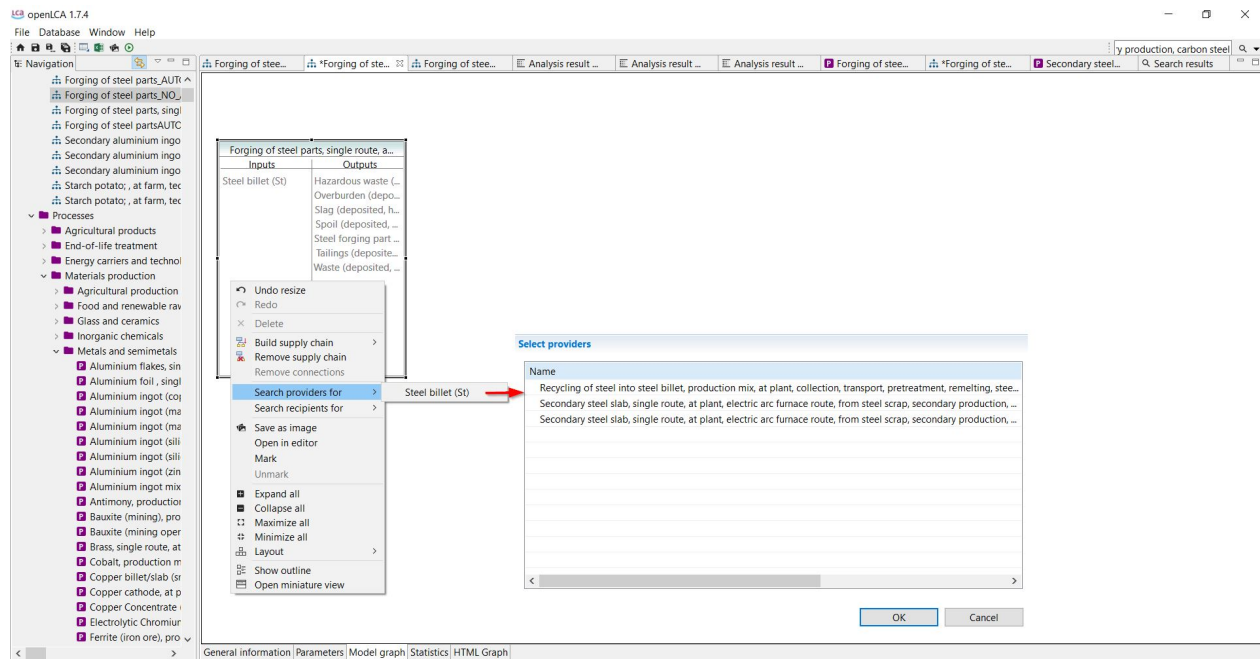 LCA openLCA 1.7.4
File Database Window Help
y production, carbon steel
Navigation
Forging of stee...
*Forging of ste...
Forging of stee...
Analysis result ...
Analysis result ...
Analysis result ...
P Forging of stee...
*Forging of ste...
P Secondary steel...
Search results
Forging of steel parts_AUT
Forging of steel parts_NO_
Forging of steel parts, singl
Forging of steel partsAUTC
Secondary aluminium ingo
Secondary aluminium ingo
Secondary aluminium ingo
Starch potato; , at farm, tec
Starch potato; , at farm, tec
Processes
Agricultural products
End-of-life treatment
Energy carriers and technol
Materials production
Agricultural production
Food and renewable raw
Glass and ceramics
Inorganic chemicals
Metals and semimetals
P Aluminium flakes, sin
P Aluminium foil , singl
P Aluminium ingot (cop
P Aluminium ingot (ma
P Aluminium ingot (ma
P Aluminium ingot (sili
P Aluminium ingot (sili
P Aluminium ingot (zin
P Aluminium ingot mix
P Antimony, production
P Bauxite (mining), pro
P Bauxite (mining oper
P Brass, single route, at
P Cobalt, production m
P Copper billet/slab (sr
P Copper cathode, at p
P Copper Concentrate (
P Electrolytic Chromiur
P Ferrite (iron ore), pro
Forging of steel parts, single route, a...
Inputs Outputs
Steel billet (St) Hazardous waste (...
Overburden (depo...
Slag (deposited, h...
Spoil (deposited, ...
Steel forging part ...
Tailings (deposite...
Waste (deposited, ...
Undo resize
Redo
Delete
Build supply chain
Remove supply chain
Remove connections
Search providers for
Steel billet (St)
Search recipients for
Save as image
Open in editor
Mark
Unmark
Expand all
Collapse all
Maximize all
Minimize all
Layout
Show outline
Open miniature view
Select providers
Name
Recycling of steel into steel billet, production mix, at plant, collection, transport, pretreatment, remelting, stee...
Secondary steel slab, single route, at plant, electric arc furnace route, from steel scrap, secondary production, ...
Secondary steel slab, single route, at plant, electric arc furnace route, from steel scrap, secondary production, ...
OK Cancel
General information Parameters Model graph Statistics HTML Graph